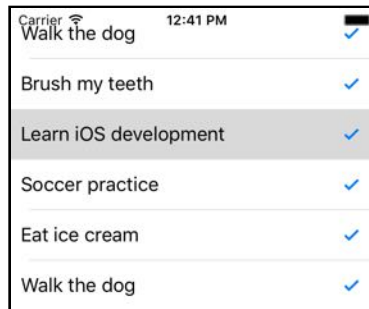 Carrier 12:41 PM
Walk the dog
Brush my teeth
Learn iOS development
Soccer practice
Eat ice cream
Walk the dog